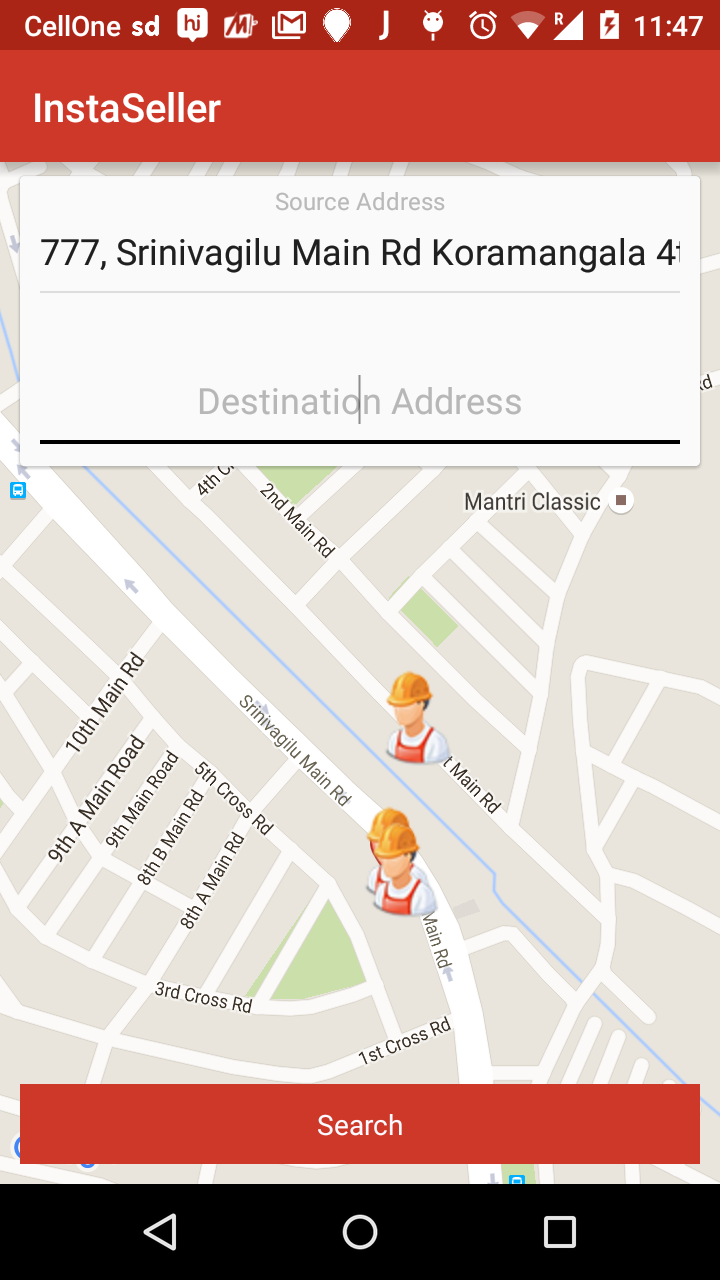 CellOne sd hi M J R 11:47
InstaSeller
Source Address
777, Srinivagilu Main Rd Koramangala 4t
Destination Address
4th C
2nd Main Rd
Mantri Classic
10th Main Rd
Srinivagilu Main Rd
t Main Rd
9th A Main Road
9th Main Road
5th Cross Rd
8th B Main Rd
8th A Main Rd
Main Rd
3rd Cross Rd
1st Cross Rd
Search